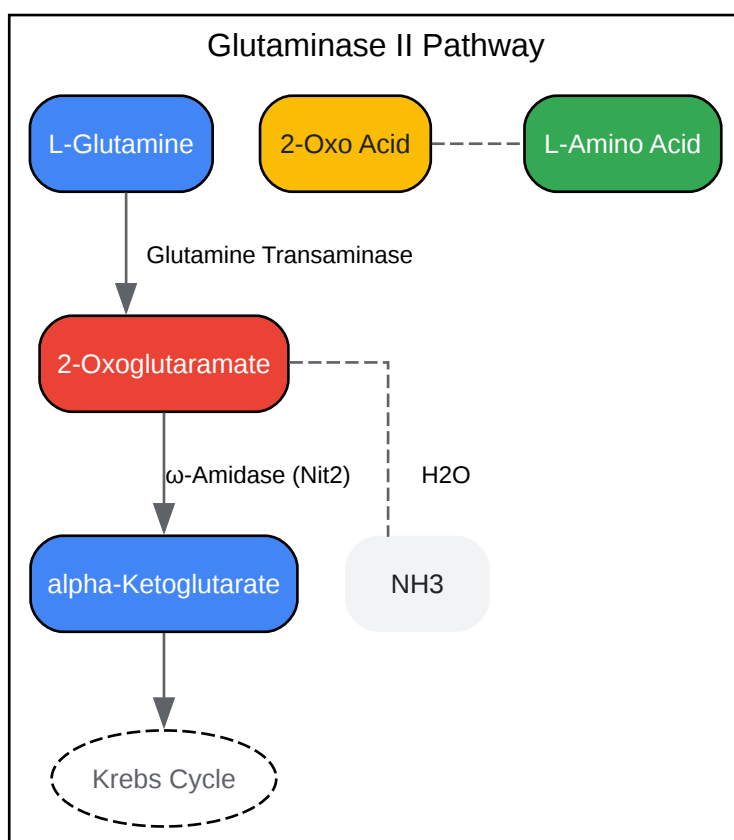 Glutaminase II Pathway
L-Glutamine
2-Oxo Acid
L-Amino Acid
Glutamine Transaminase
2-Oxoglutaramate
ω-Amidase (Nit2)
H2O
alpha-Ketoglutarate
NH3
Krebs Cycle